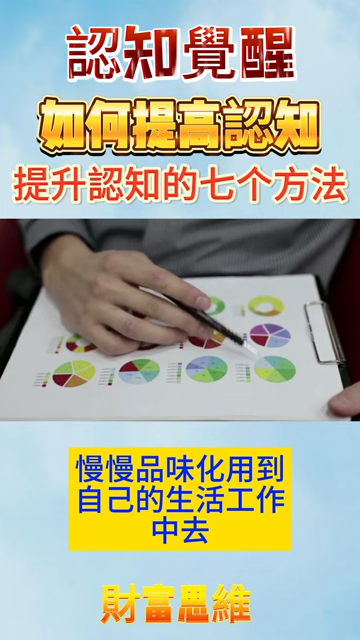 認知覺醒
如何提高認知
提升認知的七个方法
慢慢品味化用到
自己的生活工作
中去
財富思維